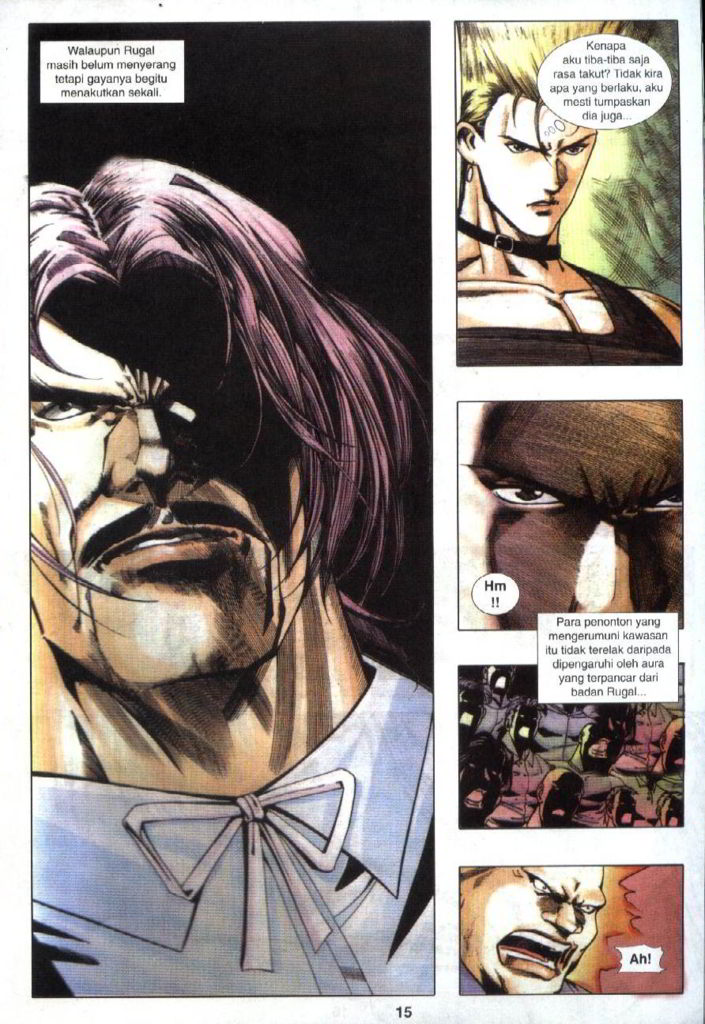 Walaupun Rugal
masih belum menyerang
tetapi gayanya begitu
menakutkan sekali.
Kenapa
aku tiba-tiba saja
rasa takut? Tidak kira
apa yang berlaku, aku
mesti tumpaskan
dia juga...
Hm
!!
Para penonton yang
mengerumuni kawasan
itu tidak terelak daripada
dipengaruhi oleh aura
yang terpancar dari
badan Rugal...
Ah!
15